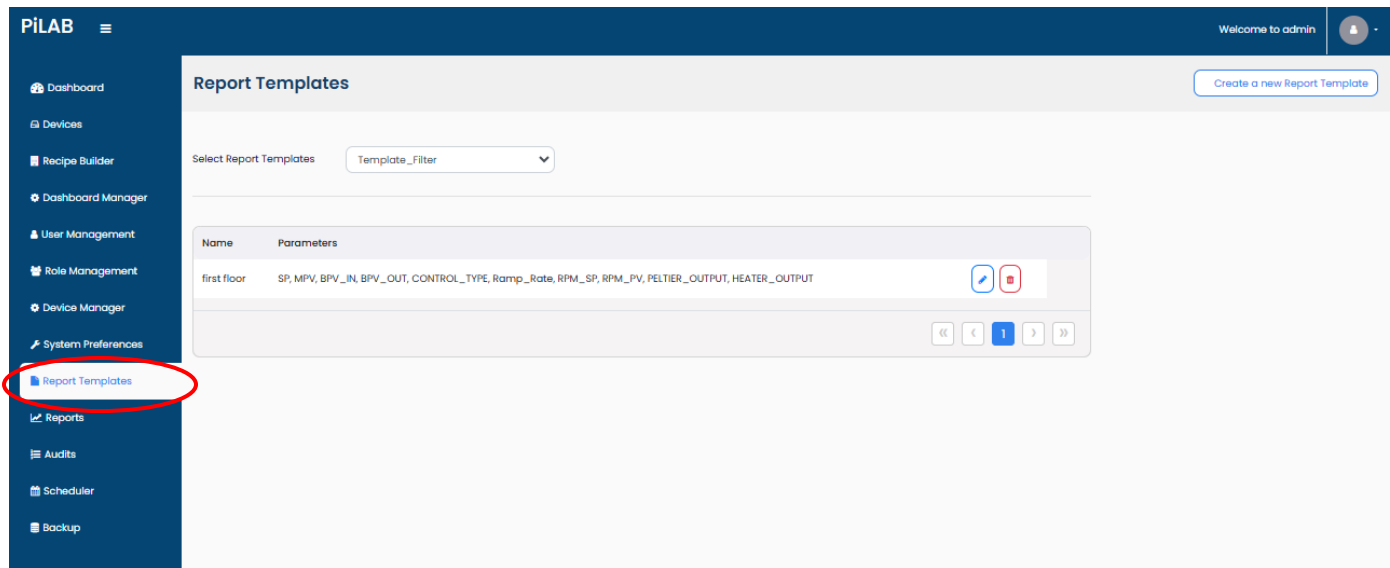 PiLAB
Welcome to admin
Dashboard
Devices
Recipe Builder
Dashboard Manager
User Management
Role Management
Device Manager
System Preferences
Report Templates
Reports
Audits
Scheduler
Backup
Report Templates
Create a new Report Template
Select Report Templates
Template_Filter
Name Parameters
first floor SP, MPV, BPV_IN, BPV_OUT, CONTROL_TYPE, Ramp_Rate, RPM_SP, RPM_PV, PELTIER_OUTPUT, HEATER_OUTPUT
« ‹ 1 › »